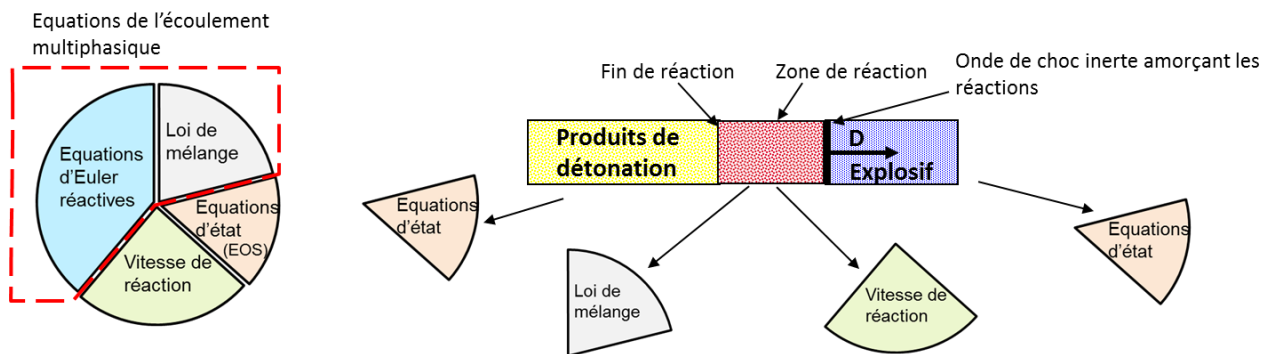 Equations de l’écoulement
multiphasique
Loi de
mélange
Equations
d’Euler
réactives
Equations
d’état
(EOS)
Vitesse de
réaction
Fin de réaction
Zone de réaction
Onde de choc inerte amorçant les
réactions
Produits de
détonation
D
Explosif
Equations
d’état
Loi de
mélange
Vitesse de
réaction
Equations
d’état